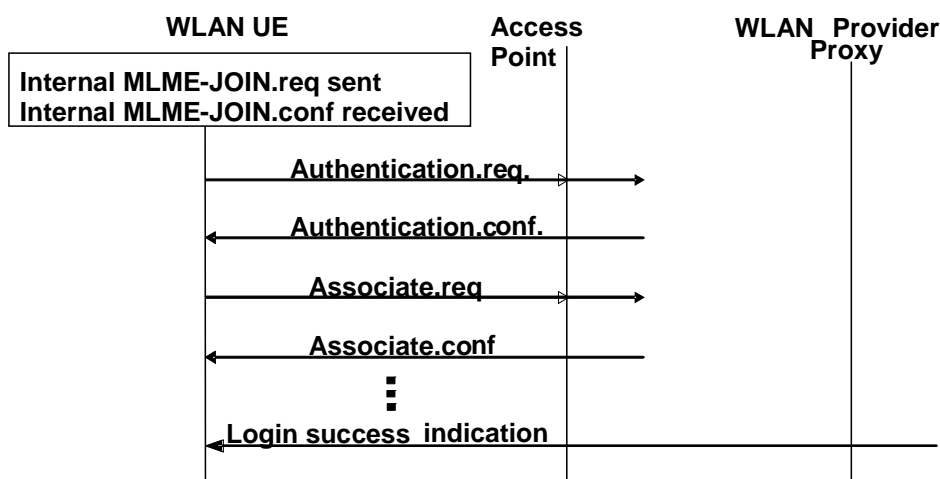 WLAN UE
Access
Point
WLAN Provider
Proxy
Internal MLME-JOIN.req sent
Internal MLME-JOIN.conf received
Authentication.req.
Authentication.conf.
Associate.req
Associate.conf
Login success indication